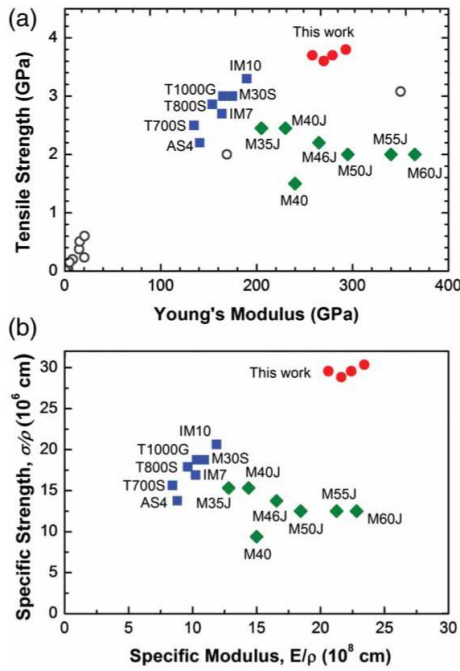 (a)
This work
IM10
T1000G
M30S
T800S
IM7
T700S
AS4
M35J
M40J
M46J
M50J
M55J
M60J
M40
4
3
2
1
0
0
100
200
300
400
Tensile Strength (GPa)
Young's Modulus (GPa)
(b)
This work
IM10
T1000G
M30S
T800S
IM7
T700S
AS4
M35J
M40J
M46J
M50J
M55J
M60J
M40
30
25
20
15
10
5
0
0
5
10
15
20
25
30
Specific Strength, σ/ρ (10⁶ cm)
Specific Modulus, E/ρ (10⁸ cm)